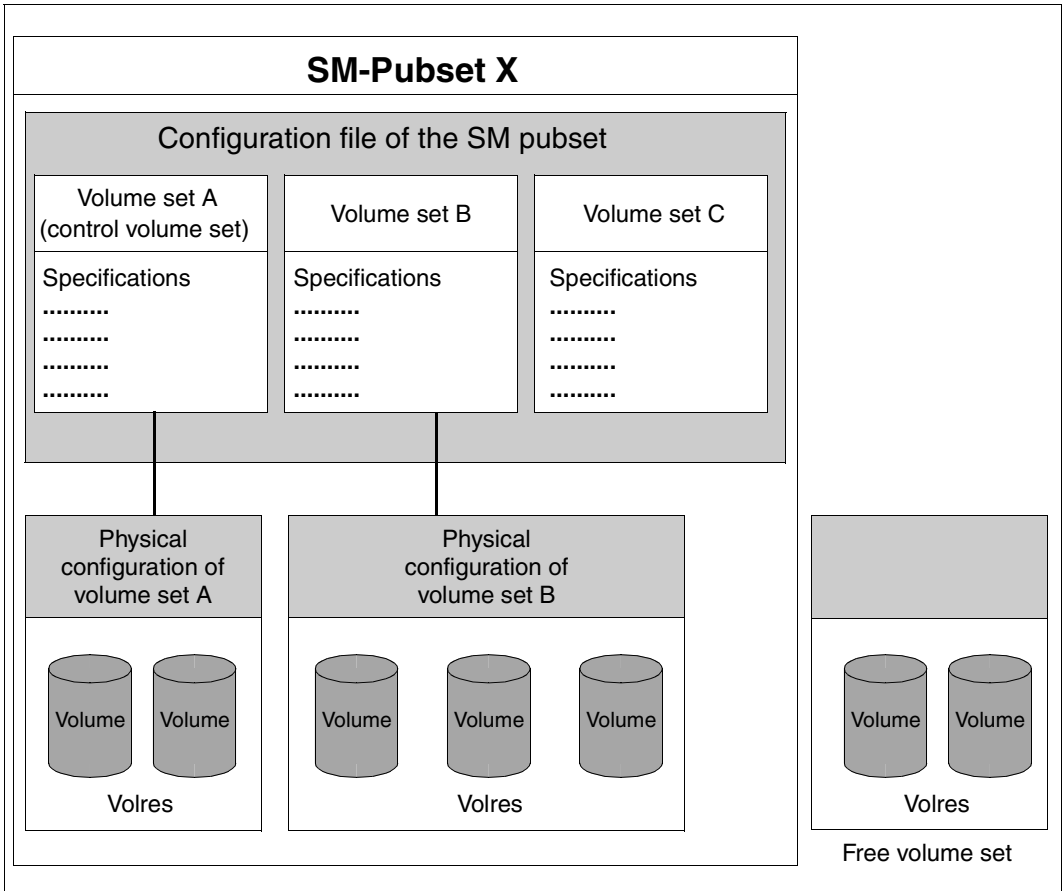 SM-Pubset X
Configuration file of the SM pubset
Volume set A
(control volume set)
Specifications
..........
..........
..........
..........
Volume set B
Specifications
..........
..........
..........
..........
Volume set C
Specifications
..........
..........
..........
..........
Physical
configuration of
volume set A
Volume
Volume
Volres
Physical
configuration of
volume set B
Volume
Volume
Volume
Volres
Volume
Volume
Volres
Free volume set